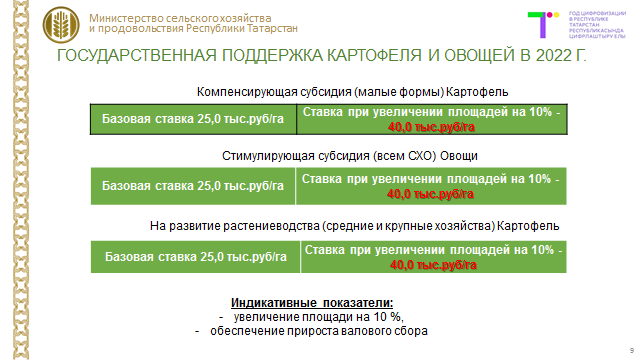 Министерство сельского хозяйства
и продовольствия Республики Татарстан
ГОД ЦИФРОВИЗАЦИИ
В РЕСПУБЛИКЕ
ТАТАРСТАН
ТАТАРСТАН
РЕСПУБЛИКАСЫНДА
ЦИФРЛАШТЫРУ ЕЛЫ
ГОСУДАРСТВЕННАЯ ПОДДЕРЖКА КАРТОФЕЛЯ И ОВОЩЕЙ В 2022 Г.
Компенсирующая субсидия (малые формы) Картофель
Базовая ставка 25,0 тыс.руб/га
Ставка при увеличении площадей на 10% -
40,0 тыс.руб/га
Стимулирующая субсидия (всем СХО) Овощи
Базовая ставка 25,0 тыс.руб/га
Ставка при увеличении площадей на 10% -
40,0 тыс.руб/га
На развитие растениеводства (средние и крупные хозяйства) Картофель
Базовая ставка 25,0 тыс.руб/га
Ставка при увеличении площадей на 10% -
40,0 тыс.руб/га
Индикативные показатели:
- увеличение площади на 10 %,
- обеспечение прироста валового сбора
9